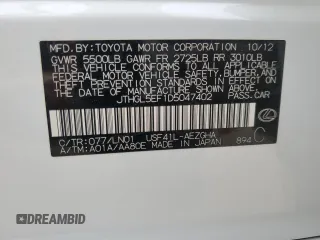 MFD.BY: TOYOTA MOTOR CORPORATION 10/12
GVWR 5500LB GAWR FR 2725LB RR 3010LB
THIS VEHICLE CONFORMS TO ALL APPLICABLE
FEDERAL MOTOR VEHICLE SAFETY, BUMPER, AND
THEFT PREVENTION STANDARDS IN EFFECT ON
THE DATE OF MANUFACTURE SHOWN ABOVE.
JTHGL5EF1D5047402 PASS. CAR
C/TR: 077/LN01 USF41L-AEZGHA
A/TM: A01A/AA80E MADE IN JAPAN 894 C